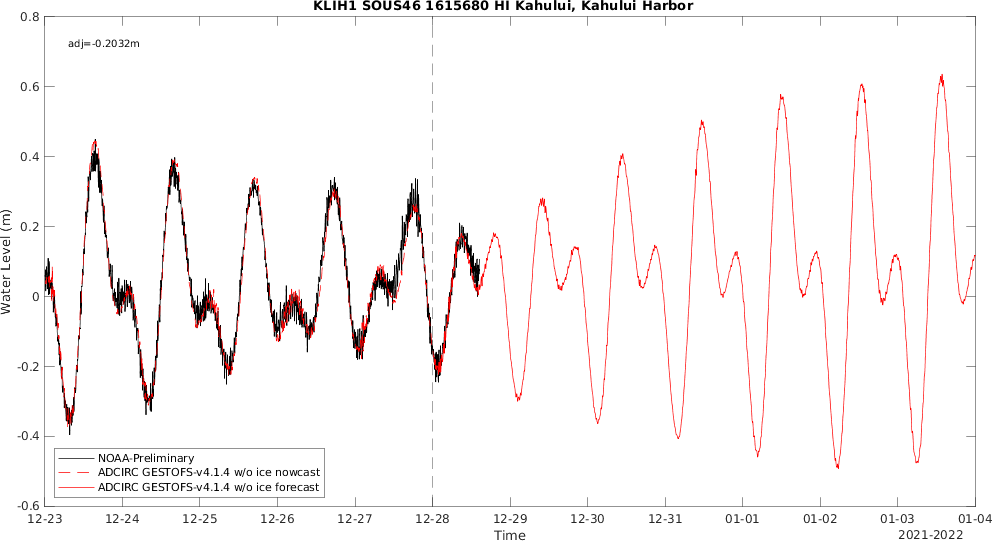 KLIH1 SOUS46 1615680 HI Kahului, Kahului Harbor
adj=-0.2032m
0.8
0.6
0.4
0.2
0
-0.2
-0.4
-0.6
Water Level (m)
NOAA-Preliminary
ADCIRC GESTOFS-v4.1.4 w/o ice nowcast
ADCIRC GESTOFS-v4.1.4 w/o ice forecast
12-23 12-24 12-25 12-26 12-27 12-28 12-29 12-30 12-31 01-01 01-02 01-03 01-04
Time
2021-2022